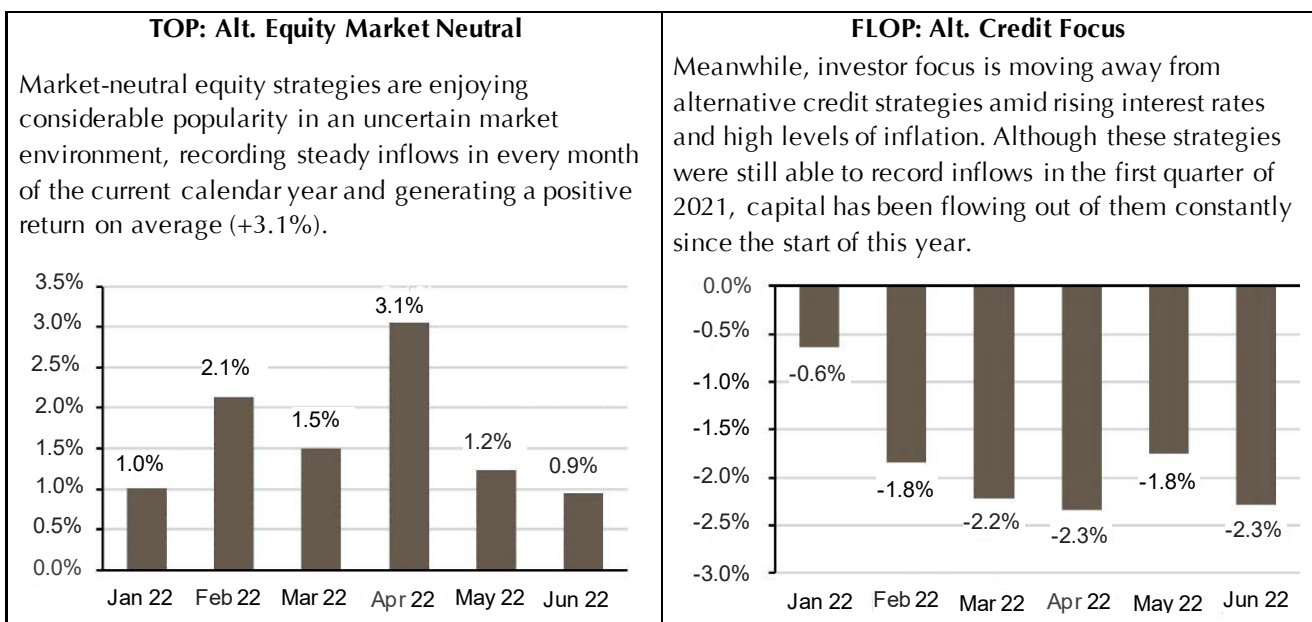 TOP: Alt. Equity Market Neutral
Market-neutral equity strategies are enjoying
considerable popularity in an uncertain market
environment, recording steady inflows in every month
of the current calendar year and generating a positive
return on average (+3.1%).
3.5%
3.0%
2.5%
2.0%
1.5%
1.0%
0.5%
0.0%
1.0%
2.1%
1.5%
3.1%
1.2%
0.9%
Jan 22 Feb 22 Mar 22 Apr 22 May 22 Jun 22
FLOP: Alt. Credit Focus
Meanwhile, investor focus is moving away from
alternative credit strategies amid rising interest rates
and high levels of inflation. Although these strategies
were still able to record inflows in the first quarter of
2021, capital has been flowing out of them constantly
since the start of this year.
0.0%
-0.5%
-1.0%
-1.5%
-2.0%
-2.5%
-3.0%
-0.6%
-1.8%
-2.2%
-2.3%
-1.8%
-2.3%
Jan 22 Feb 22 Mar 22 Apr 22 May 22 Jun 22